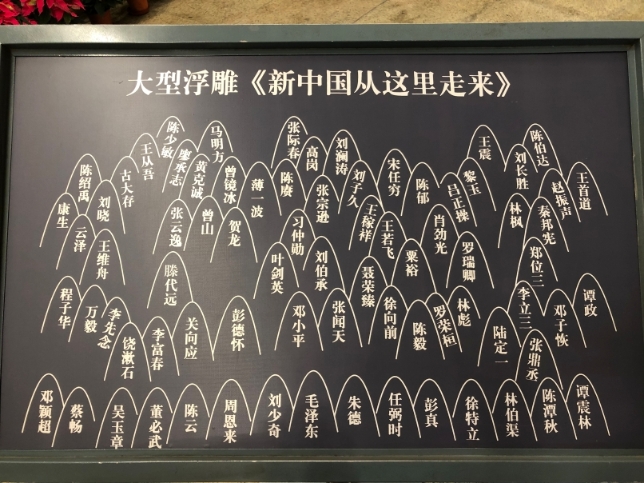 大型浮雕《新中国从这里走来》
陈少敏
马明方
张际春
高岗
刘澜涛
王震
陈伯达
王从吾
廖承志
黄克诚
曾镜冰
薄一波
陈赓
张宗逊
刘子久
宋任穷
陈郁
吕正操
黎玉
刘长胜
赵振声
王首道
陈绍禹
古大存
刘晓
康生
云泽
王维舟
张云逸
曾山
贺龙
习仲勋
叶剑英
刘伯承
王稼祥
王若飞
聂荣臻
粟裕
肖劲光
罗瑞卿
林枫
秦邦宪
郑位三
滕代远
程子华
万毅
李先念
饶漱石
李富春
关向应
彭德怀
邓小平
张闻天
徐向前
陈毅
罗荣桓
林彪
陆定一
李立三
张鼎丞
邓子恢
谭政
邓颖超
蔡畅
吴玉章
董必武
陈云
周恩来
刘少奇
毛泽东
朱德
任弼时
彭真
徐特立
林伯渠
陈潭秋
谭震林